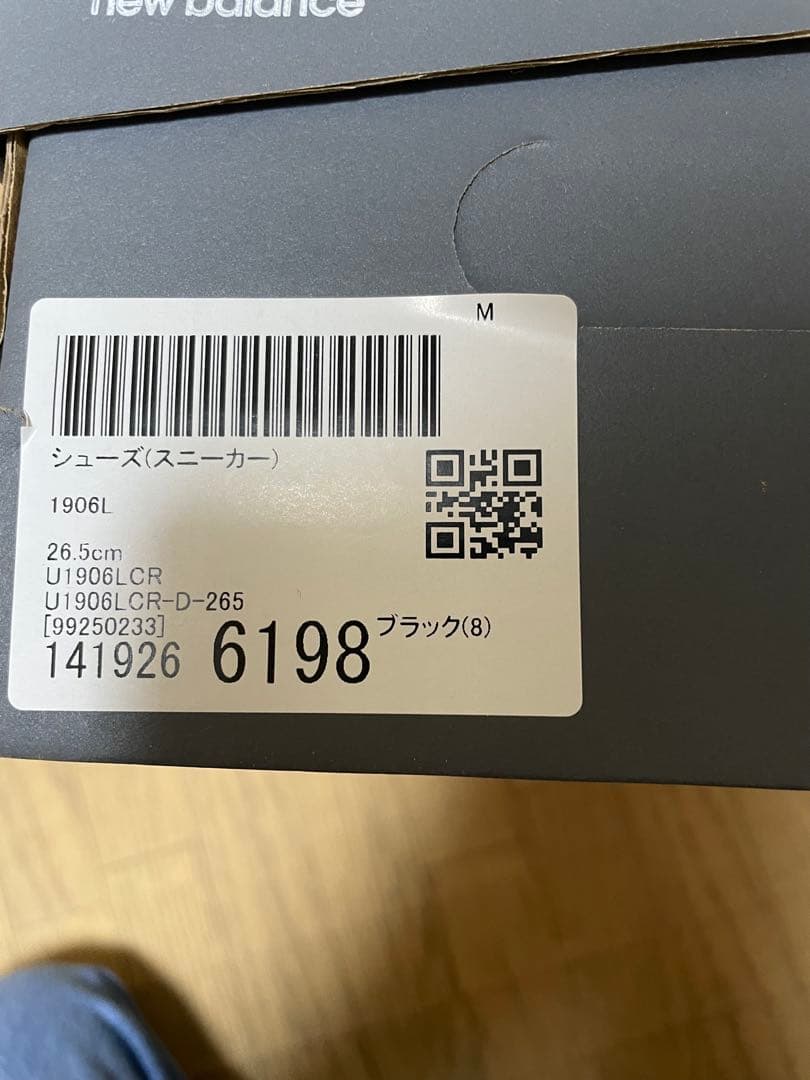 new balance
M
シューズ(スニーカー)
1906L
26.5cm
U1906LCR
U1906LCR-D-265
[99250233]
141926 6198 ブラック(8)